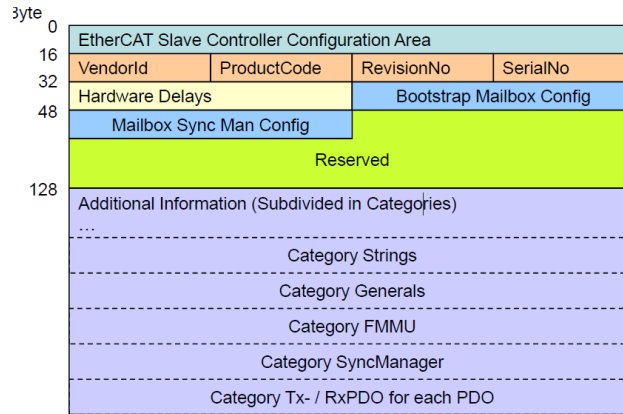 Byte
0
EtherCAT Slave Controller Configuration Area
16
VendorId ProductCode RevisionNo SerialNo
32
Hardware Delays Bootstrap Mailbox Config
48
Mailbox Sync Man Config
Reserved
128
Additional Information (Subdivided in Categories)
...
Category Strings
Category Generals
Category FMMU
Category SyncManager
Category Tx- / RxPDO for each PDO